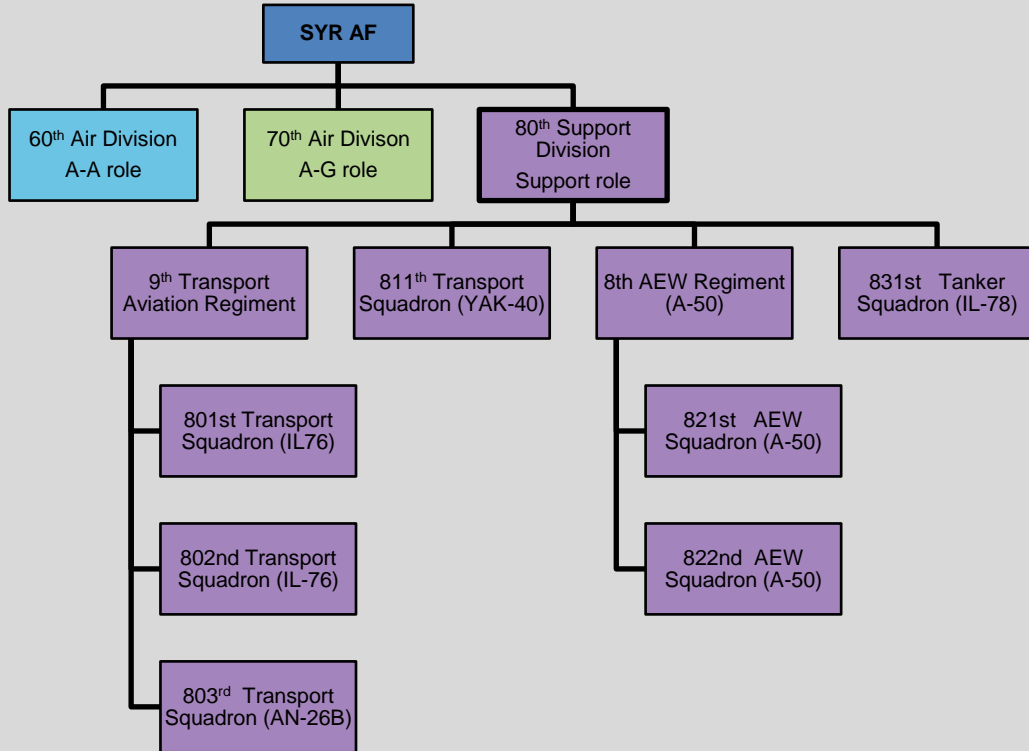 SYR AF
60th Air Division
A-A role
70th Air Divison
A-G role
80th Support
Division
Support role
9th Transport
Aviation Regiment
811th Transport
Squadron (YAK-40)
8th AEW Regiment
(A-50)
831st Tanker
Squadron (IL-78)
801st Transport
Squadron (IL76)
821st AEW
Squadron (A-50)
802nd Transport
Squadron (IL-76)
822nd AEW
Squadron (A-50)
803rd Transport
Squadron (AN-26B)